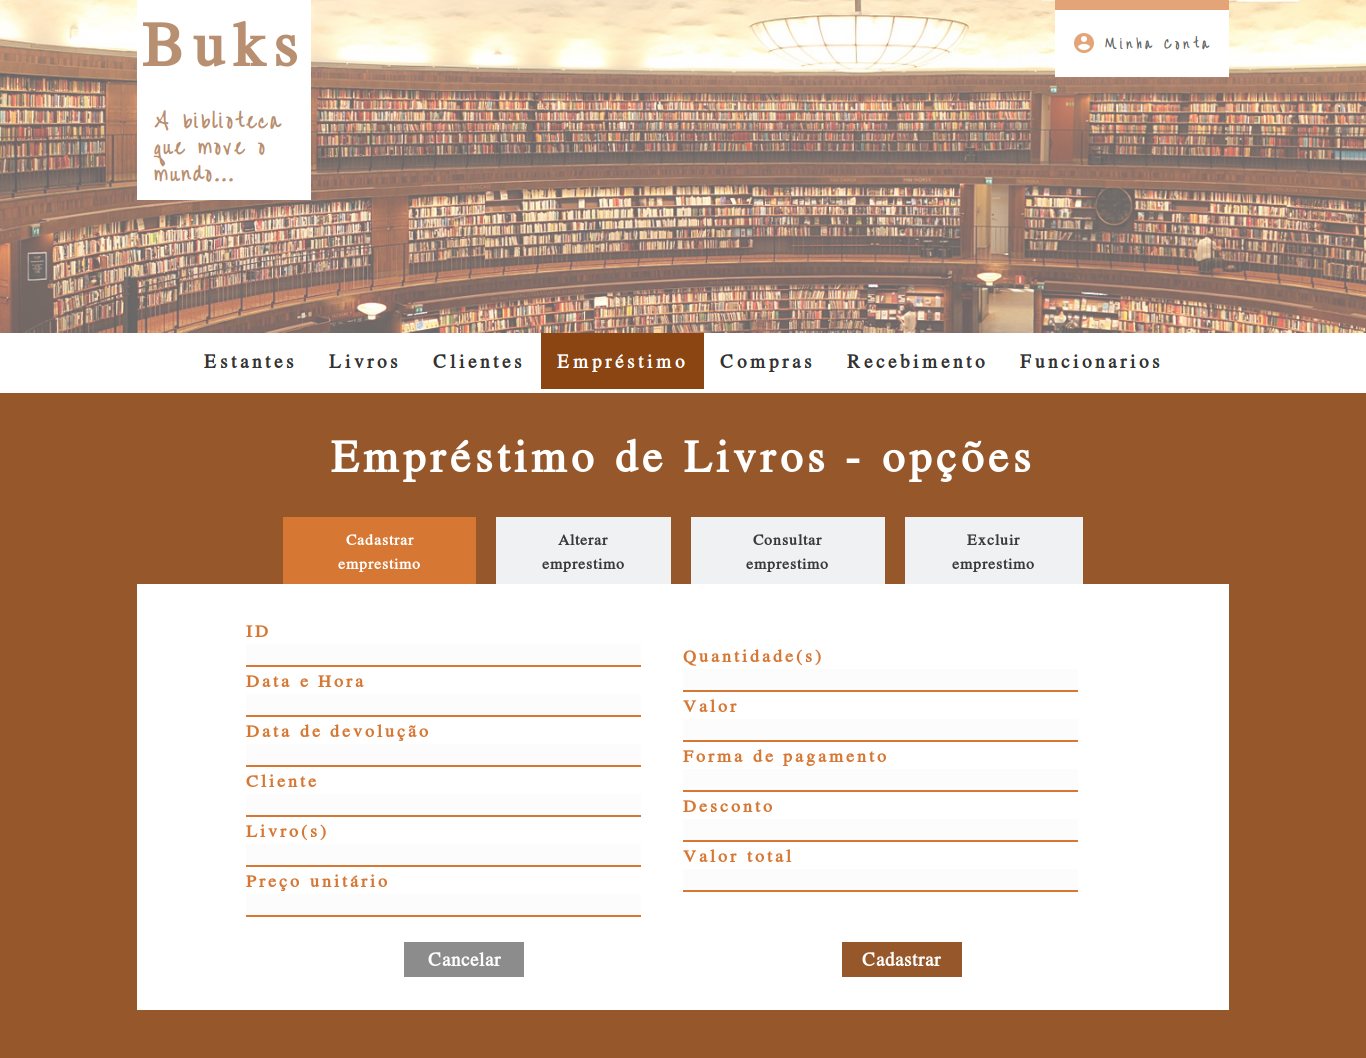 Buks
A biblioteca
que move o
mundo...
Minha conta
Estantes Livros Clientes Empréstimo Compras Recebimento Funcionarios
Empréstimo de Livros - opções
Cadastrar
emprestimo
Alterar
emprestimo
Consultar
emprestimo
Excluir
emprestimo
ID
Data e Hora
Data de devolução
Cliente
Livro(s)
Preço unitário
Quantidade(s)
Valor
Forma de pagamento
Desconto
Valor total
Cancelar
Cadastrar